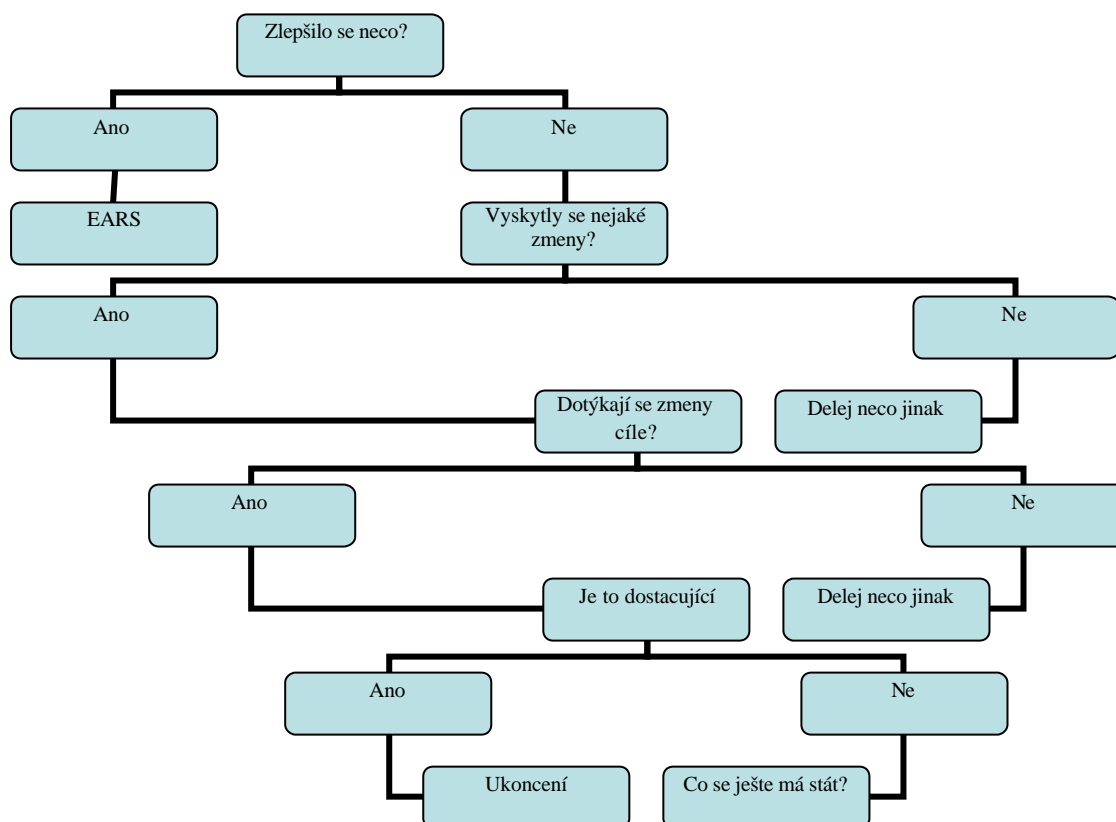 Zlepšilo se neco?
Ano
Ne
EARS
Vyskytly se nejaké
zmeny?
Ano
Ne
Dotýkají se zmeny
cíle?
Delej neco jinak
Ano
Ne
Je to dostacující
Delej neco jinak
Ano
Ne
Ukoncení
Co se ješte má stát?